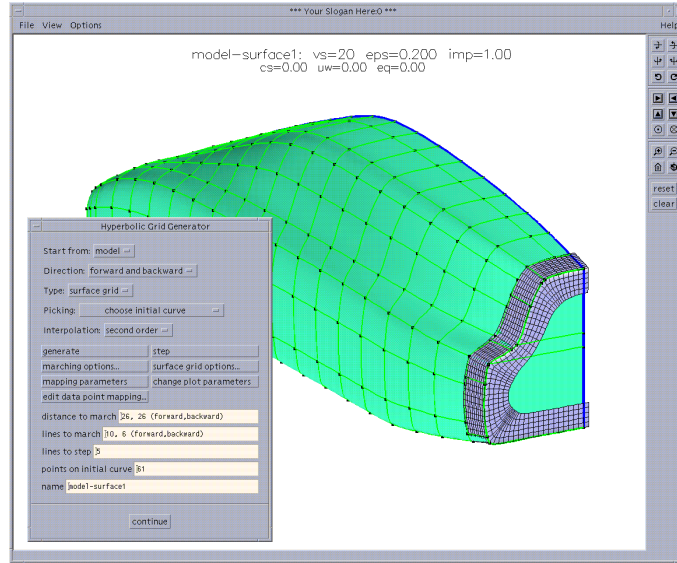 *** Your Slogan Here:0 ***
File View Options Help
model-surface1: vs=20 eps=0.200 imp=1.00
cs=0.00 uw=0.00 eq=0.00
reset
clear
Hyperbolic Grid Generator
Start from: model
Direction: forward and backward
Type: surface grid
Picking: choose initial curve
Interpolation: second order
generate step
marching options... surface grid options...
mapping parameters change plot parameters
edit data point mapping...
distance to march 26, 26 (forward,backward)
lines to march 10, 6 (forward,backward)
lines to step 5
points on initial curve 61
name model-surface1
continue